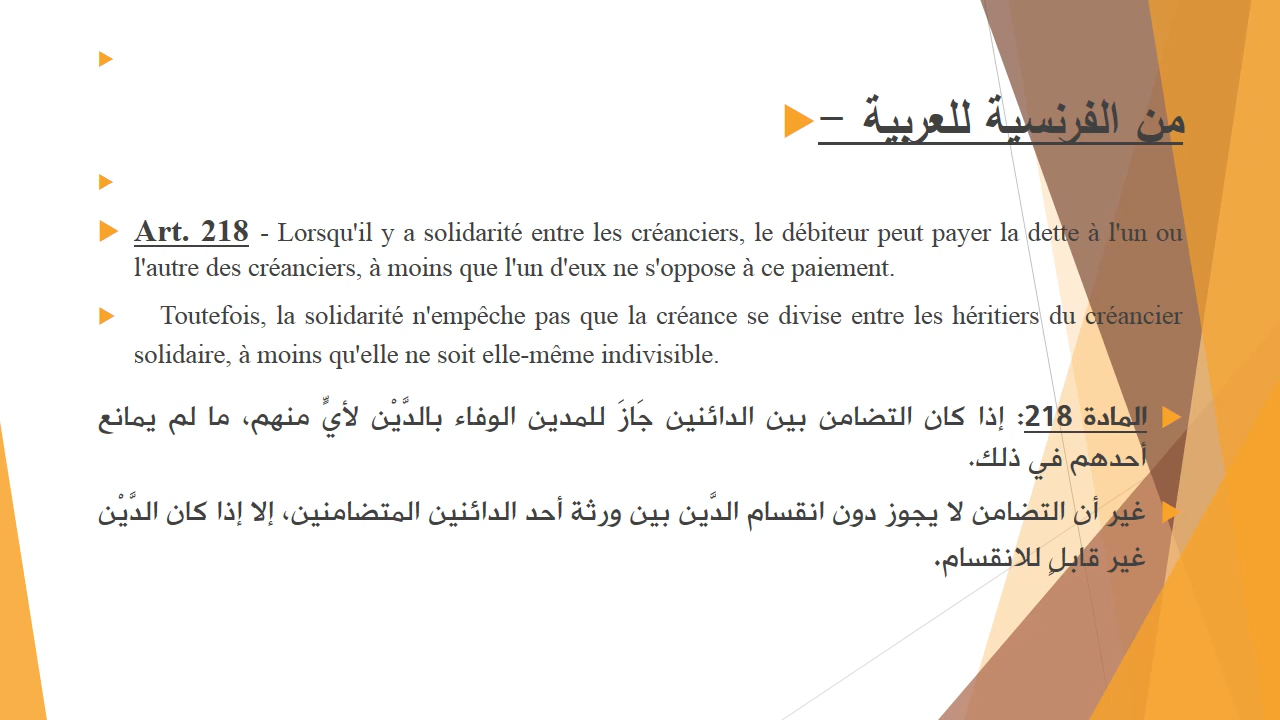 من الفرنسية للعربية –
Art. 218 - Lorsqu'il y a solidarité entre les créanciers, le débiteur peut payer la dette à l'un ou
l'autre des créanciers, à moins que l'un d'eux ne s'oppose à ce paiement.
Toutefois, la solidarité n'empêche pas que la créance se divise entre les héritiers du créancier
solidaire, à moins qu'elle ne soit elle-même indivisible.
المادة 218: إذا كان التضامن بين الدائنين جَازَ للمدين الوفاء بالدَّيْن لأيٍّ منهم، ما لم يمانع
أحدهم في ذلك.
غير أن التضامن لا يجوز دون انقسام الدَّين بين ورثة أحد الدائنين المتضامنين، إلا إذا كان الدَّيْن
غير قابلٍ للانقسام.